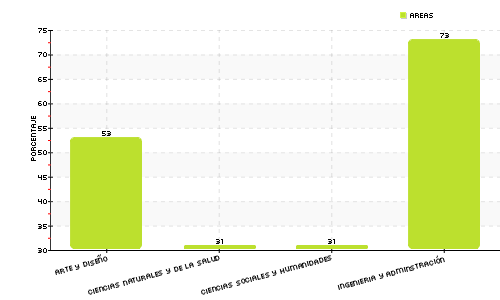 AREAS
PORCENTAJE
75
70
65
60
55
50
45
40
35
30
53
31
31
73
ARTE Y DISEÑO
CIENCIAS NATURALES Y DE LA SALUD
CIENCIAS SOCIALES Y HUMANIDADES
INGENIERIA Y ADMINSTRACIÓN